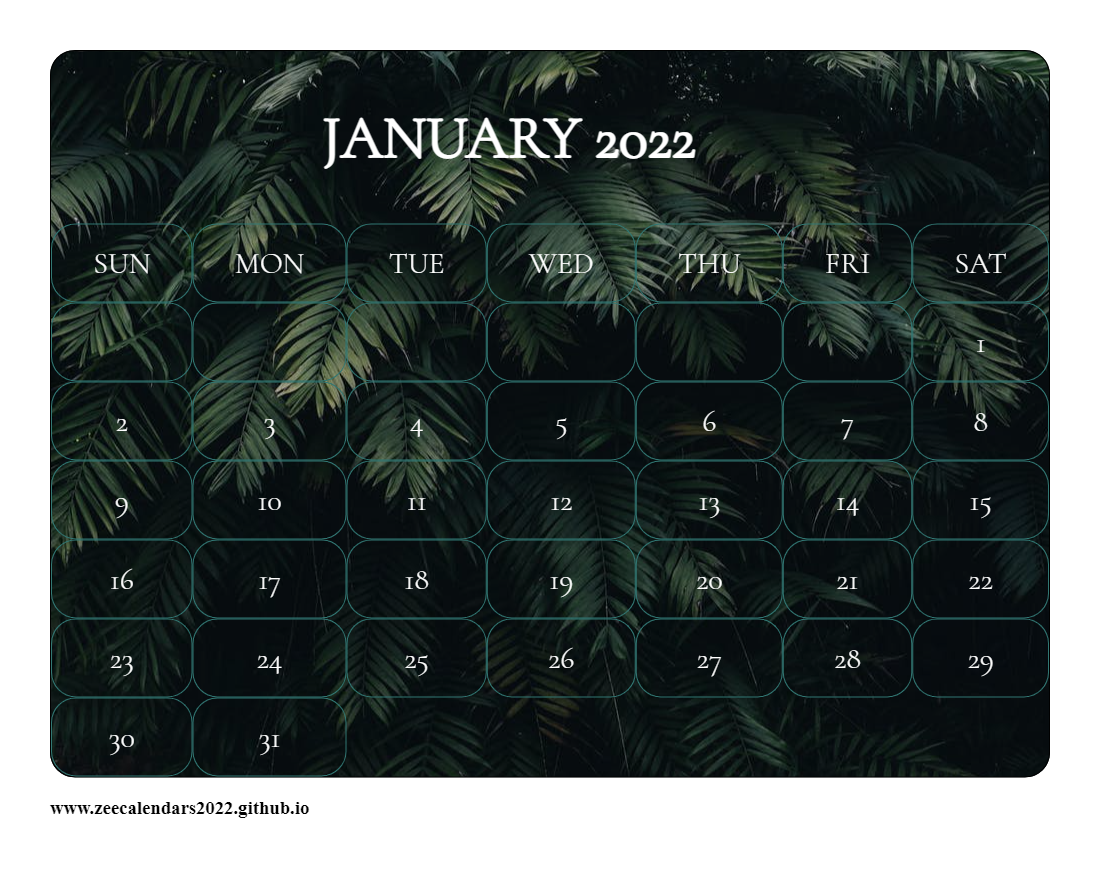 JANUARY 2022
SUN MON TUE WED THU FRI SAT
1
2 3 4 5 6 7 8
9 10 11 12 13 14 15
16 17 18 19 20 21 22
23 24 25 26 27 28 29
30 31
www.zeecalendars2022.github.io